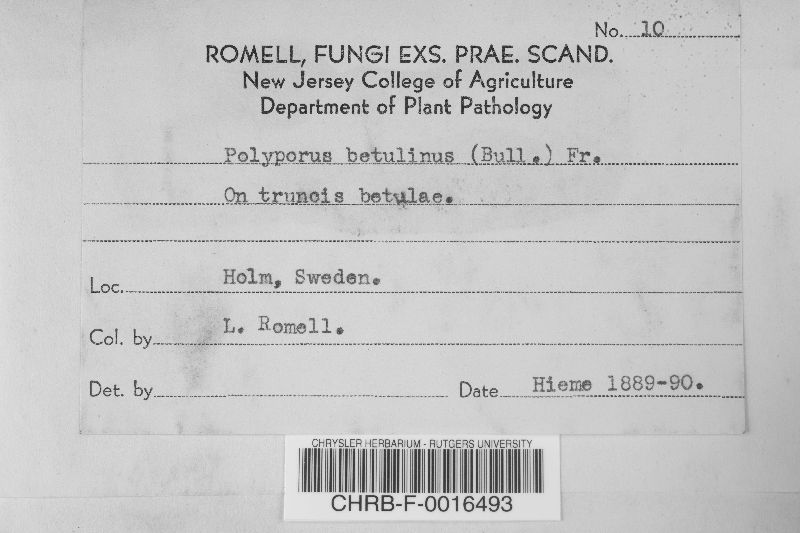 No. 10
ROMELL, FUNGI EXS. PRAE. SCAND.
New Jersey College of Agriculture
Department of Plant Pathology
Polyporus betulinus (Bull.) Fr.
On truncis betulae.
Loc. Holm, Sweden.
Col. by L. Romell.
Det. by Date Hieme 1889-90.
CHRYSLER HERBARIUM - RUTGERS UNIVERSITY
CHRB-F-0016493